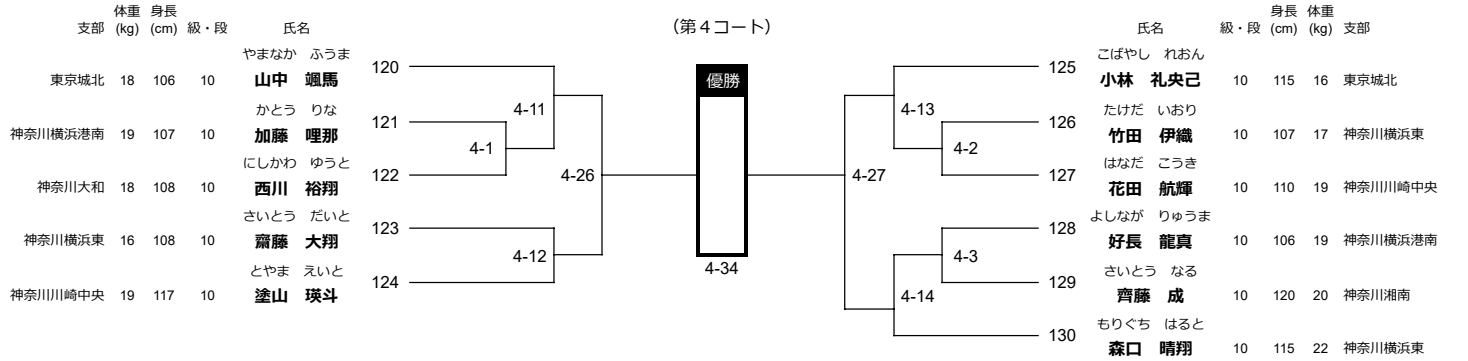 （第４コート）
支部 体重(kg) 身長(cm) 級・段 氏名
やまなか ふうま
東京城北 18 106 10 山中 颯馬 120
かとう りな
神奈川横浜港南 19 107 10 加藤 哩那 121
にしかわ ゆうと
神奈川大和 18 108 10 西川 裕翔 122
さいとう だいと
神奈川横浜東 16 108 10 齋藤 大翔 123
とやま えいと
神奈川川崎中央 19 117 10 塗山 瑛斗 124
4-11
4-1
4-26
4-12
優勝
4-34
4-13
4-2
4-27
4-3
4-14
氏名 級・段 身長(cm) 体重(kg) 支部
こばやし れおん
125 小林 礼央己 10 115 16 東京城北
たけだ いおり
126 竹田 伊織 10 107 17 神奈川横浜東
はなだ こうき
127 花田 航輝 10 110 19 神奈川川崎中央
よしなが りゅうま
128 好長 龍真 10 106 19 神奈川横浜港南
さいとう なる
129 齊藤 成 10 120 20 神奈川湘南
もりぐち はると
130 森口 晴翔 10 115 22 神奈川横浜東